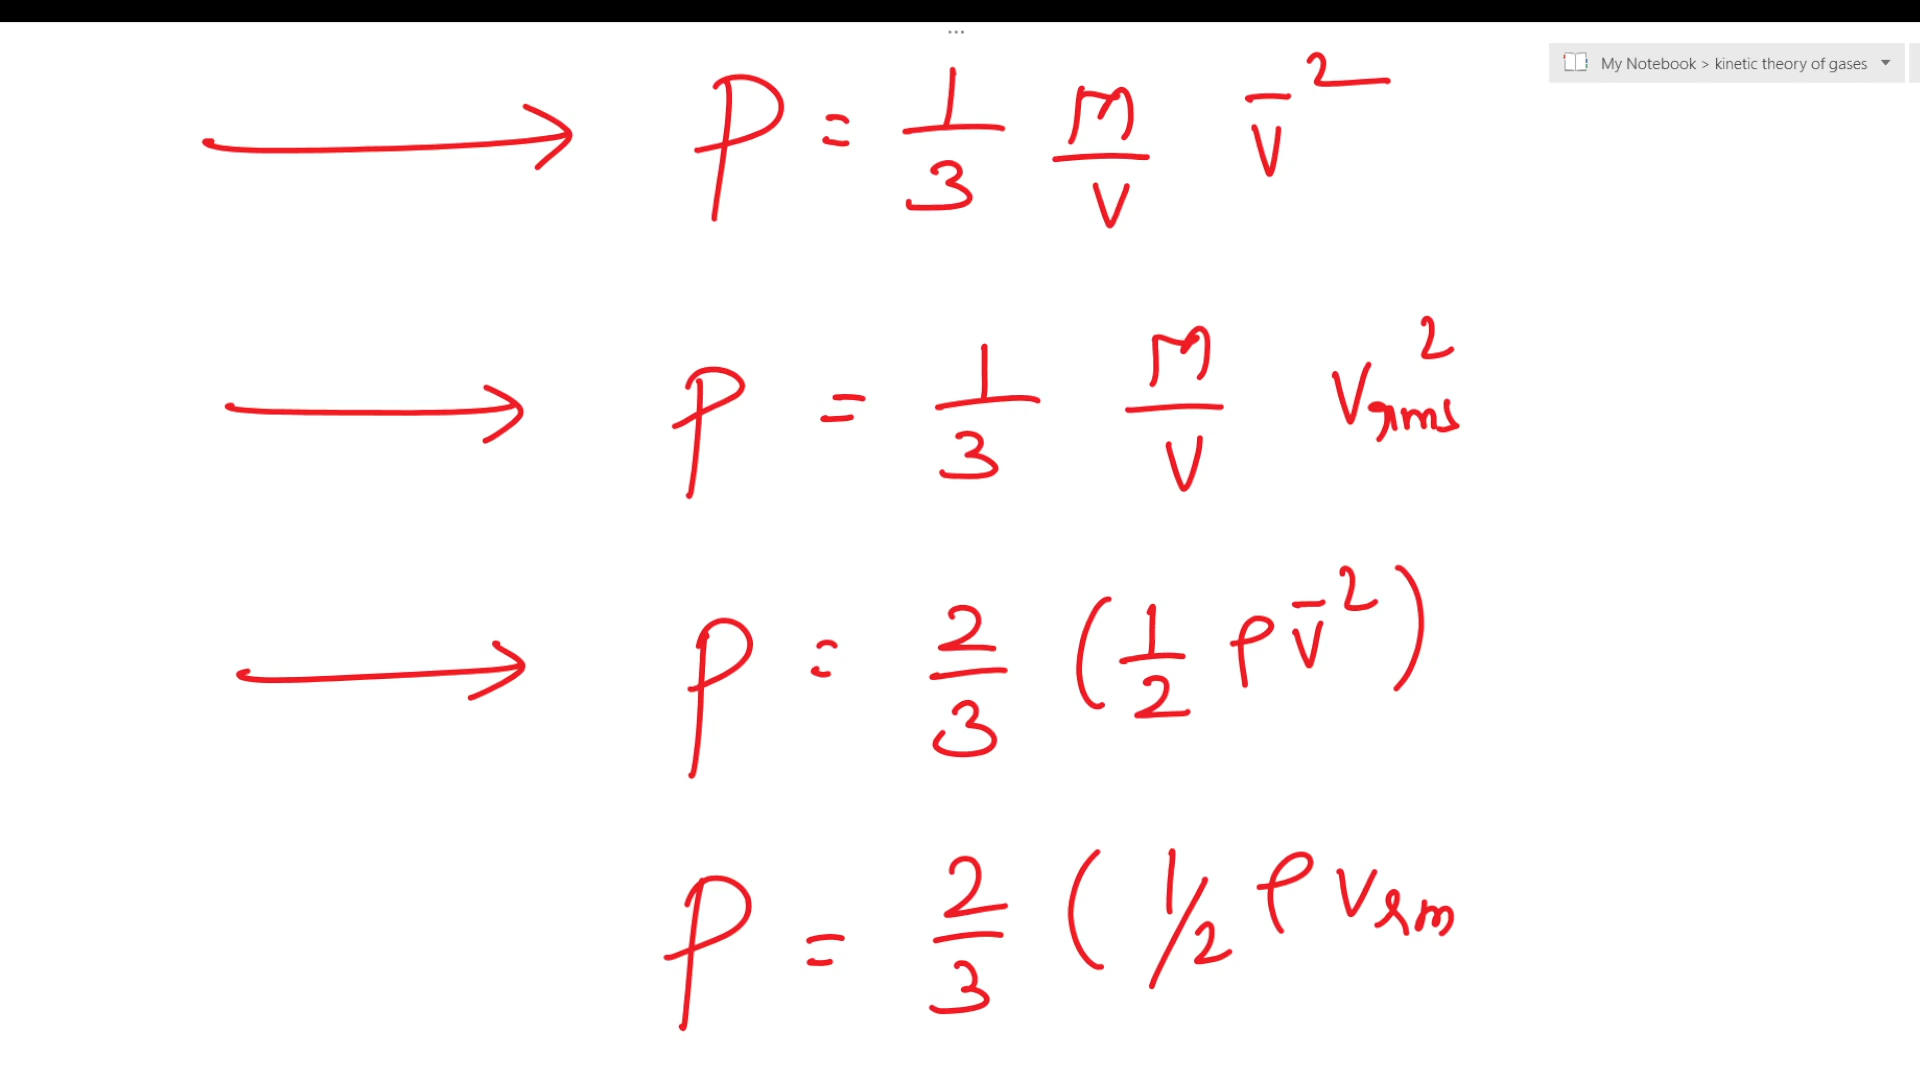 ...
My Notebook > kinetic theory of gases
→ P = 1/3 m/v v̄²
→ P = 1/3 M/V Vrms²
→ P = 2/3 (1/2 ρ v̄²)
P = 2/3 (1/2 ρ Vrm